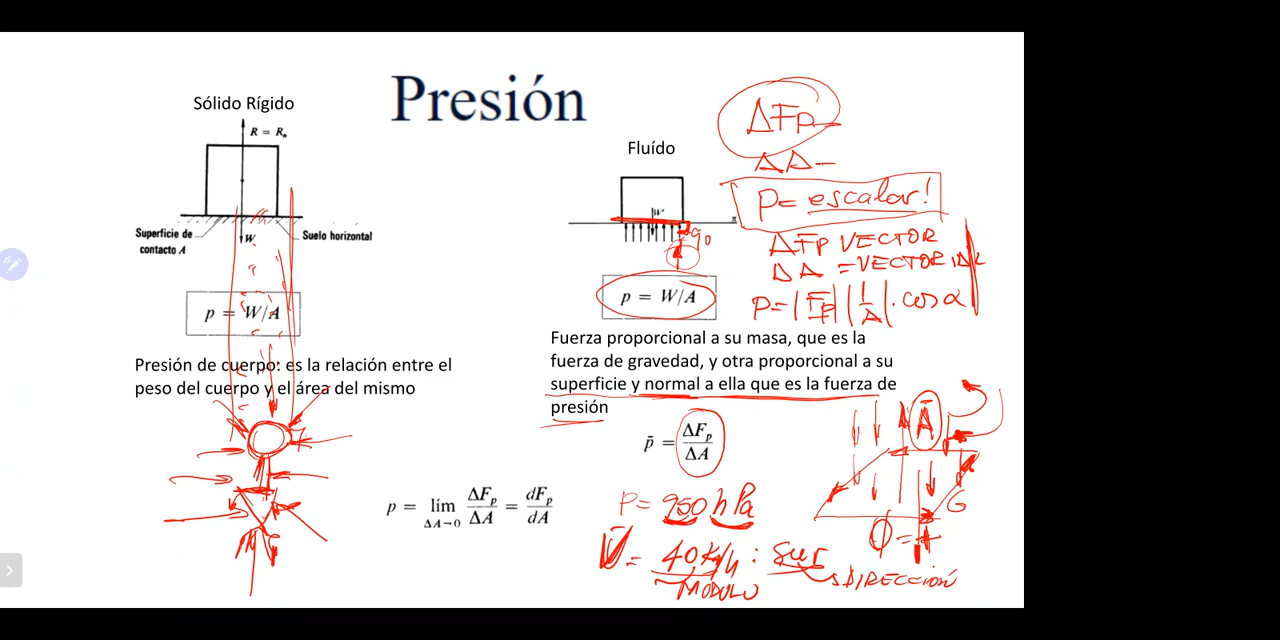 Presión
Sólido Rígido
R = Rₙ
Superficie de
contacto A
W
Suelo horizontal
p = W/A
Presión de cuerpo: es la relación entre el
peso del cuerpo y el área del mismo
p = lím ΔA→0 ΔFₚ/ΔA = dFₚ/dA
Fluído
W
x
90
p = W/A
Fuerza proporcional a su masa, que es la
fuerza de gravedad, y otra proporcional a su
superficie y normal a ella que es la fuerza de
presión
p̄ = ΔFₚ/ΔA
ΔFp
ΔA
P= escalar!
ΔFp VECTOR
ΔA = VECTOR
P= |Fp| |1/A| . cos α
Ā
G
ϕ = +
P= 950 hPa
V̄ = 40 Km/h : sur
MODULO
DIRECCIÓN